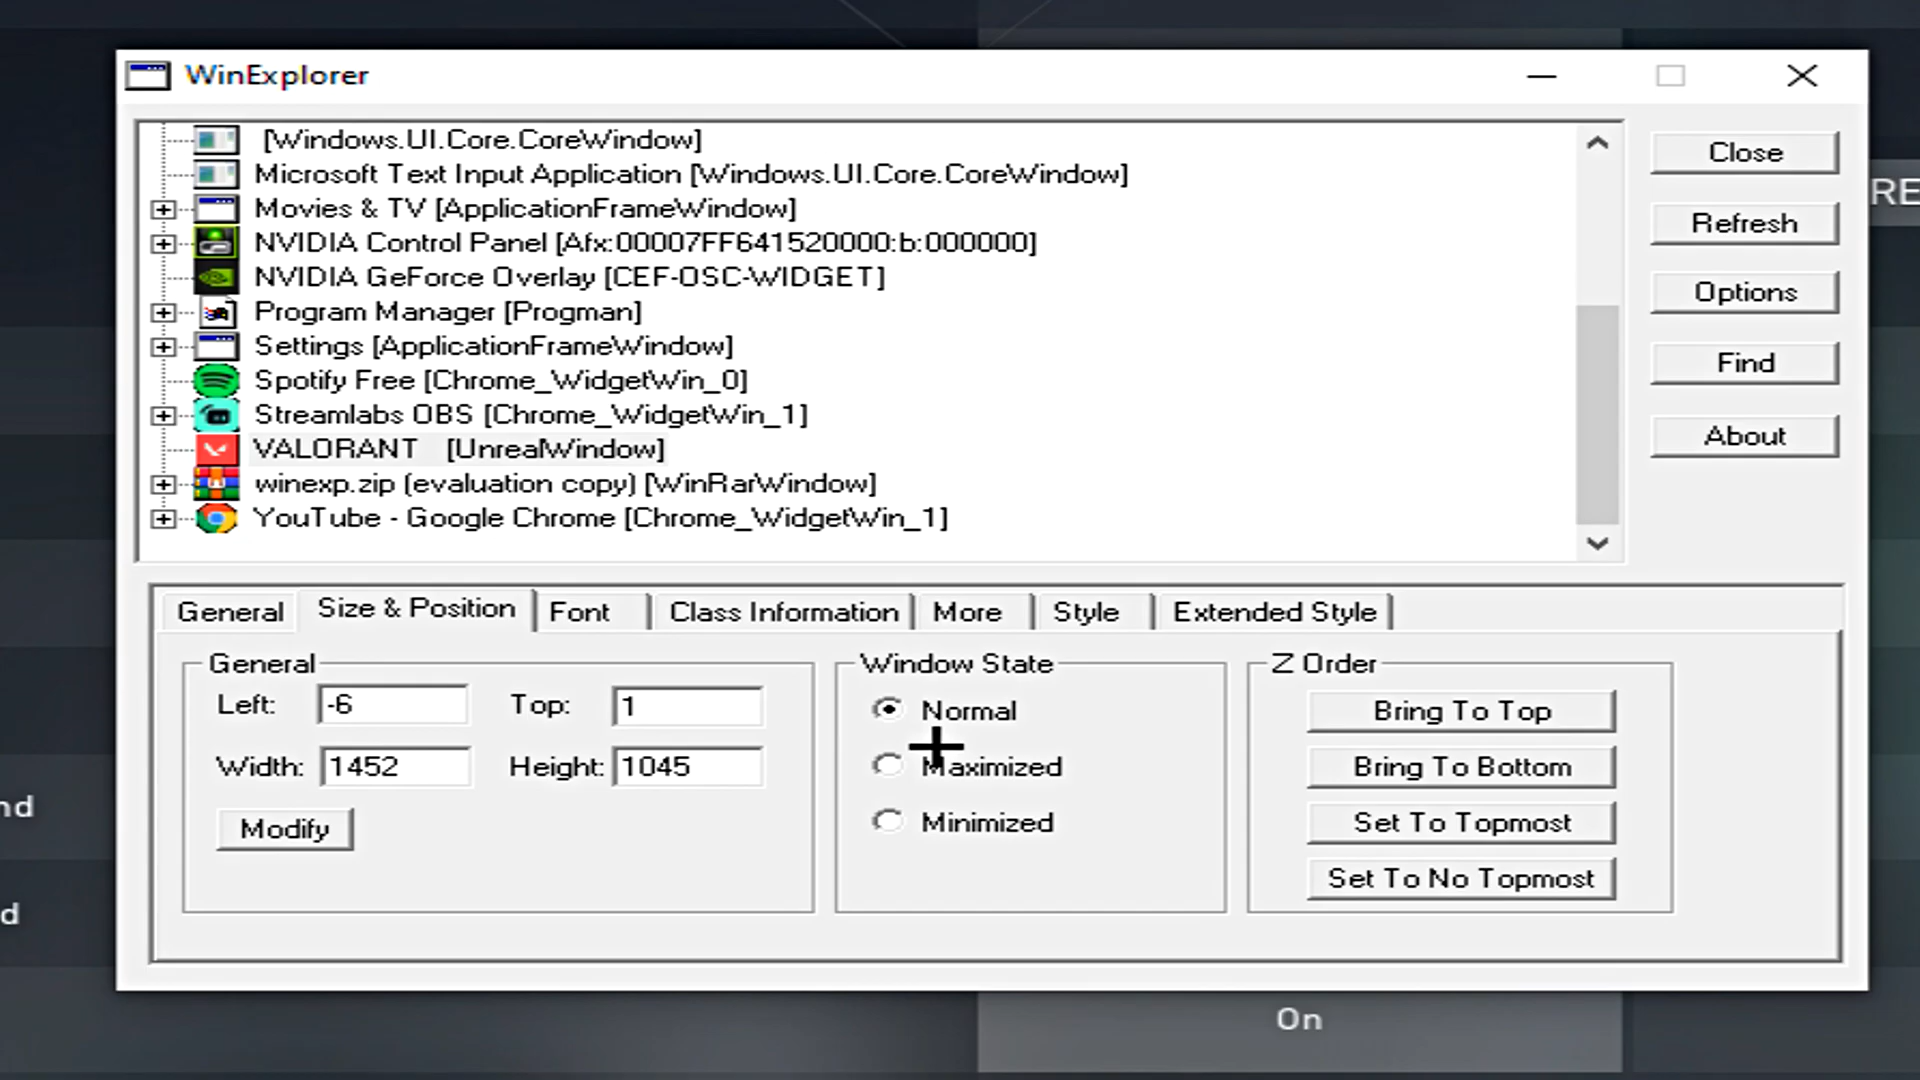 WinExplorer
[Windows.UI.Core.CoreWindow]
Microsoft Text Input Application [Windows.UI.Core.CoreWindow]
Movies & TV [ApplicationFrameWindow]
NVIDIA Control Panel [Afx:00007FF641520000:b:000000]
NVIDIA GeForce Overlay [CEF-OSC-WIDGET]
Program Manager [Progman]
Settings [ApplicationFrameWindow]
Spotify Free [Chrome_WidgetWin_0]
Streamlabs OBS [Chrome_WidgetWin_1]
VALORANT [UnrealWindow]
winexp.zip (evaluation copy) [WinRarWindow]
YouTube - Google Chrome [Chrome_WidgetWin_1]
Close
Refresh
Options
Find
About
RE
General Size & Position Font Class Information More Style Extended Style
General
Left: -6 Top: 1
Width: 1452 Height: 1045
Modify
Window State
Normal
Maximized
Minimized
Z Order
Bring To Top
Bring To Bottom
Set To Topmost
Set To No Topmost
nd
d
On